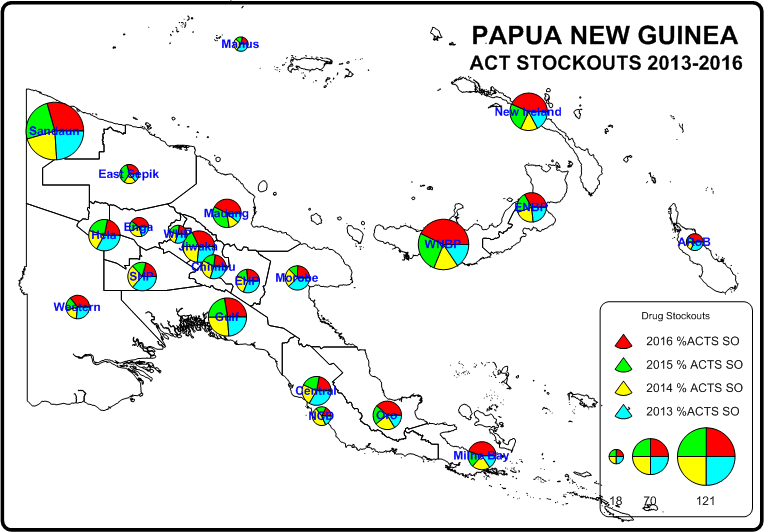 PAPUA NEW GUINEA
ACT STOCKOUTS 2013-2016
Manus
New Ireland
Sandaun
East Sepik
ENBP
Madang
Enga
WHP
Hela
Jiwaka
WNBP
ARoB
Chimbu
SHP
EHP
Morobe
Western
Gulf
Drug Stockouts
2016 %ACTS SO
2015 % ACTS SO
2014 % ACTS SO
2013 %ACTS SO
Central
NCD
Oro
Milne Bay
18 70 121